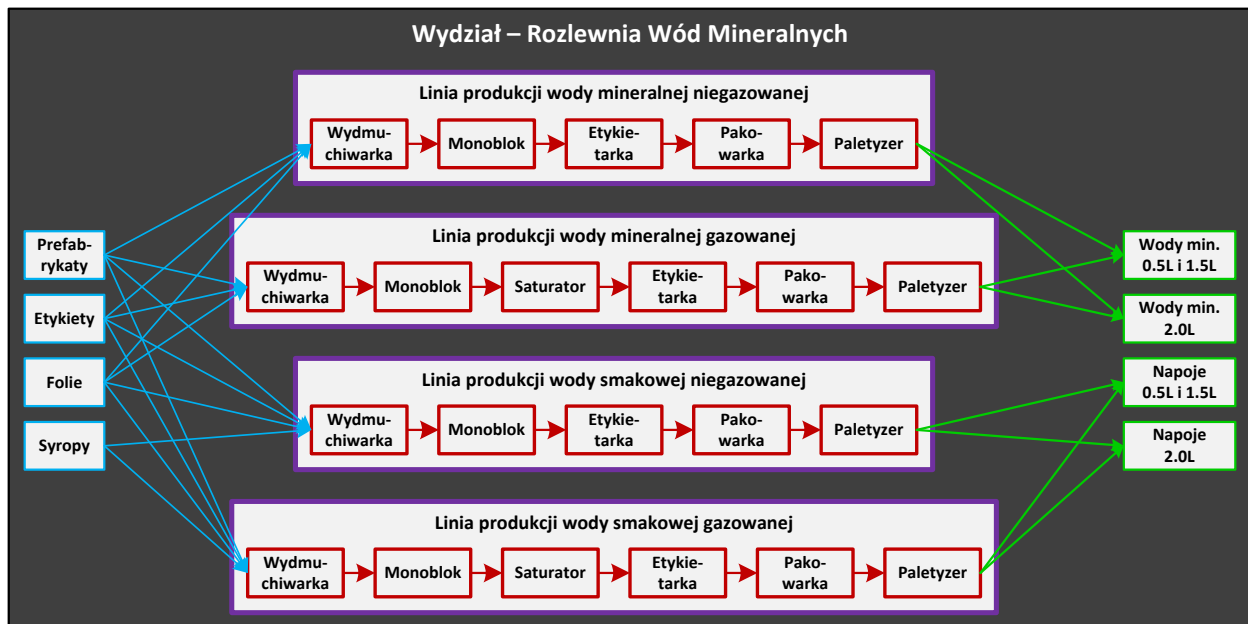 Wydział – Rozlewnia Wód Mineralnych
Linia produkcji wody mineralnej niegazowanej
Wydmu-
chiwarka
Monoblok
Etykie-
tarka
Pako-
warka
Paletyzer
Linia produkcji wody mineralnej gazowanej
Wydmu-
chiwarka
Monoblok
Saturator
Etykie-
tarka
Pako-
warka
Paletyzer
Linia produkcji wody smakowej niegazowanej
Wydmu-
chiwarka
Monoblok
Etykie-
tarka
Pako-
warka
Paletyzer
Linia produkcji wody smakowej gazowanej
Wydmu-
chiwarka
Monoblok
Saturator
Etykie-
tarka
Pako-
warka
Paletyzer
Prefab-
rykaty
Etykiety
Folie
Syropy
Wody min.
0.5L i 1.5L
Wody min.
2.0L
Napoje
0.5L i 1.5L
Napoje
2.0L